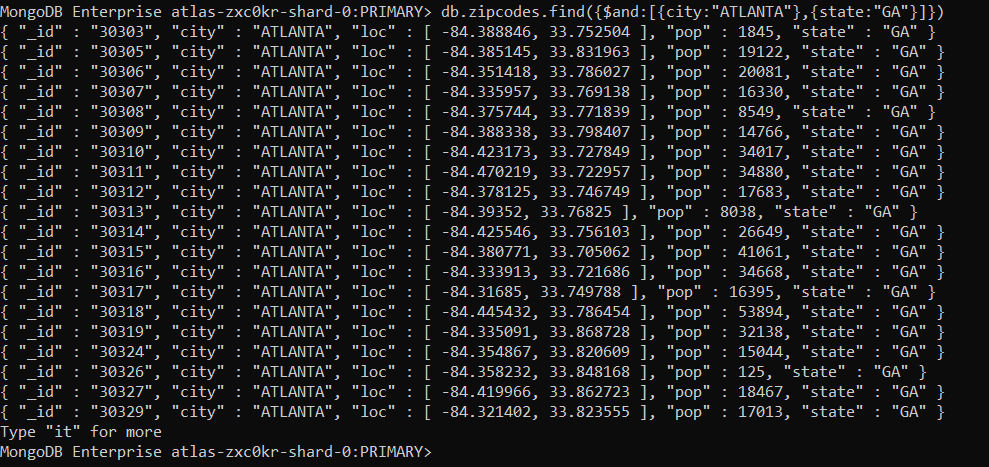 MongoDB Enterprise atlas-zxc0kr-shard-0:PRIMARY> db.zipcodes.find({$and:[{city:"ATLANTA"},{state:"GA"}]})
{ "_id" : "30303", "city" : "ATLANTA", "loc" : [ -84.388846, 33.752504 ], "pop" : 1845, "state" : "GA" }
{ "_id" : "30305", "city" : "ATLANTA", "loc" : [ -84.385145, 33.831963 ], "pop" : 19122, "state" : "GA" }
{ "_id" : "30306", "city" : "ATLANTA", "loc" : [ -84.351418, 33.786027 ], "pop" : 20081, "state" : "GA" }
{ "_id" : "30307", "city" : "ATLANTA", "loc" : [ -84.335957, 33.769138 ], "pop" : 16330, "state" : "GA" }
{ "_id" : "30308", "city" : "ATLANTA", "loc" : [ -84.375744, 33.771839 ], "pop" : 8549, "state" : "GA" }
{ "_id" : "30309", "city" : "ATLANTA", "loc" : [ -84.388338, 33.798407 ], "pop" : 14766, "state" : "GA" }
{ "_id" : "30310", "city" : "ATLANTA", "loc" : [ -84.423173, 33.727849 ], "pop" : 34017, "state" : "GA" }
{ "_id" : "30311", "city" : "ATLANTA", "loc" : [ -84.470219, 33.722957 ], "pop" : 34880, "state" : "GA" }
{ "_id" : "30312", "city" : "ATLANTA", "loc" : [ -84.378125, 33.746749 ], "pop" : 17683, "state" : "GA" }
{ "_id" : "30313", "city" : "ATLANTA", "loc" : [ -84.39352, 33.76825 ], "pop" : 8038, "state" : "GA" }
{ "_id" : "30314", "city" : "ATLANTA", "loc" : [ -84.425546, 33.756103 ], "pop" : 26649, "state" : "GA" }
{ "_id" : "30315", "city" : "ATLANTA", "loc" : [ -84.380771, 33.705062 ], "pop" : 41061, "state" : "GA" }
{ "_id" : "30316", "city" : "ATLANTA", "loc" : [ -84.333913, 33.721686 ], "pop" : 34668, "state" : "GA" }
{ "_id" : "30317", "city" : "ATLANTA", "loc" : [ -84.31685, 33.749788 ], "pop" : 16395, "state" : "GA" }
{ "_id" : "30318", "city" : "ATLANTA", "loc" : [ -84.445432, 33.786454 ], "pop" : 53894, "state" : "GA" }
{ "_id" : "30319", "city" : "ATLANTA", "loc" : [ -84.335091, 33.868728 ], "pop" : 32138, "state" : "GA" }
{ "_id" : "30324", "city" : "ATLANTA", "loc" : [ -84.354867, 33.820609 ], "pop" : 15044, "state" : "GA" }
{ "_id" : "30326", "city" : "ATLANTA", "loc" : [ -84.358232, 33.848168 ], "pop" : 125, "state" : "GA" }
{ "_id" : "30327", "city" : "ATLANTA", "loc" : [ -84.419966, 33.862723 ], "pop" : 18467, "state" : "GA" }
{ "_id" : "30329", "city" : "ATLANTA", "loc" : [ -84.321402, 33.823555 ], "pop" : 17013, "state" : "GA" }
Type "it" for more
MongoDB Enterprise atlas-zxc0kr-shard-0:PRIMARY>